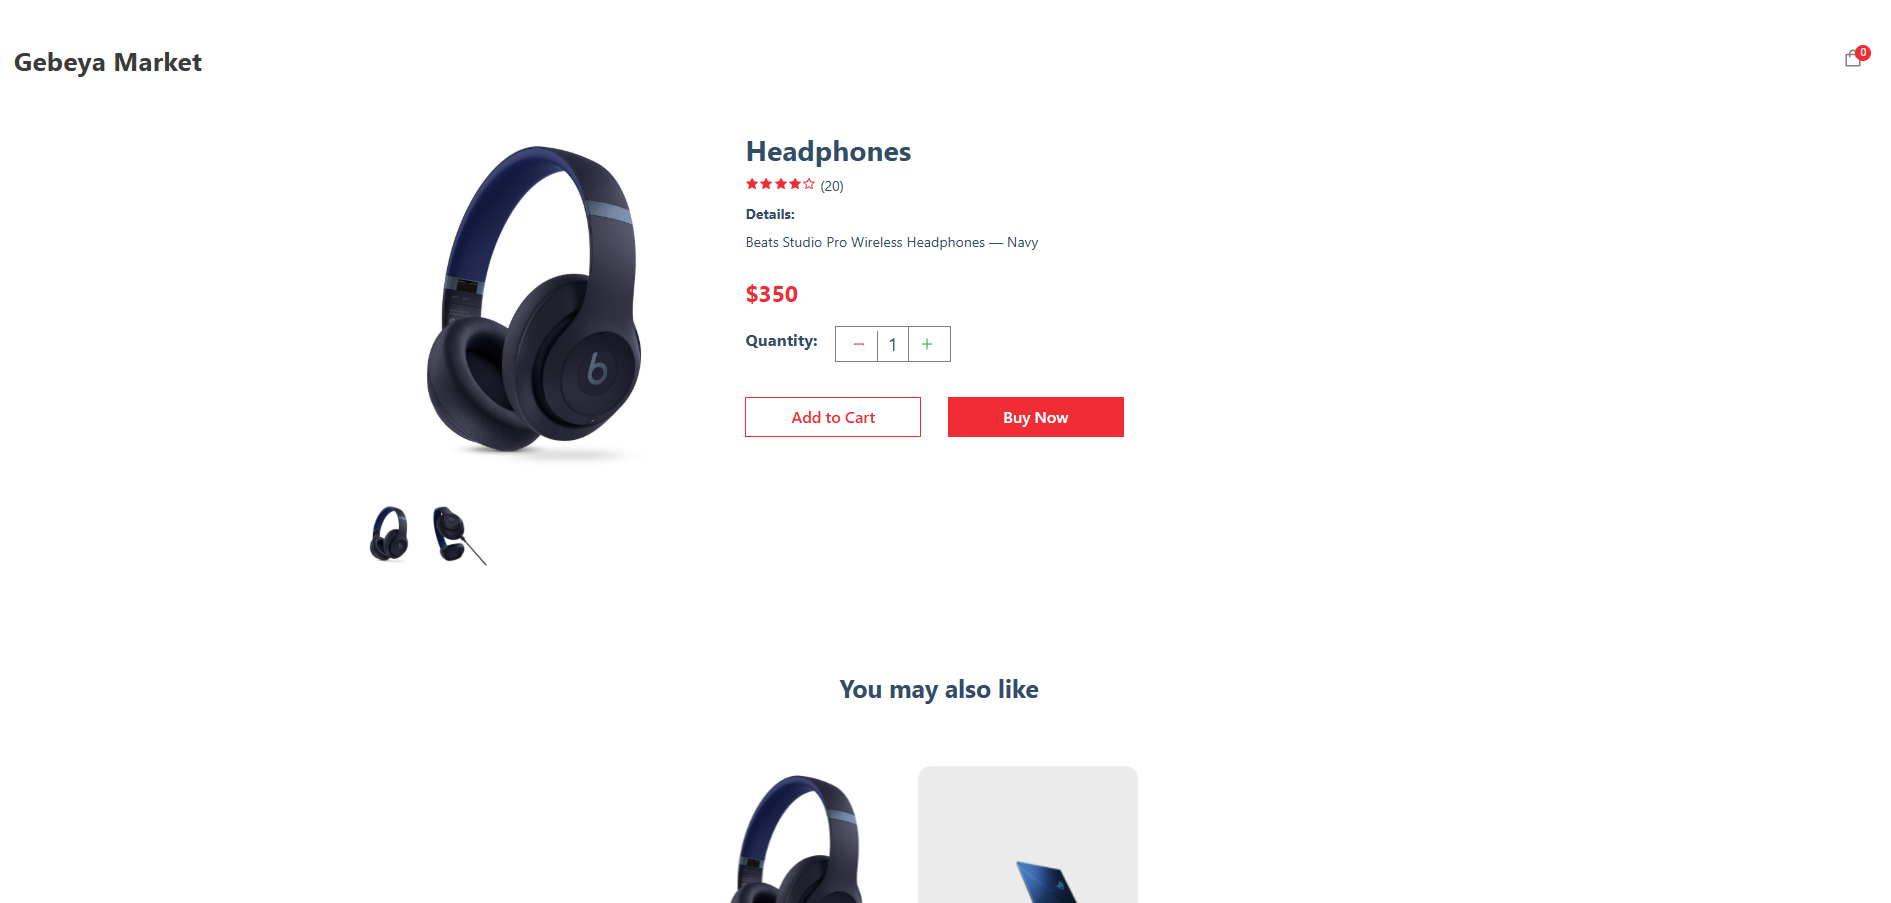 Gebeya Market
0
Headphones
(20)
Details:
Beats Studio Pro Wireless Headphones — Navy
$350
Quantity: − 1 +
Add to Cart
Buy Now
You may also like